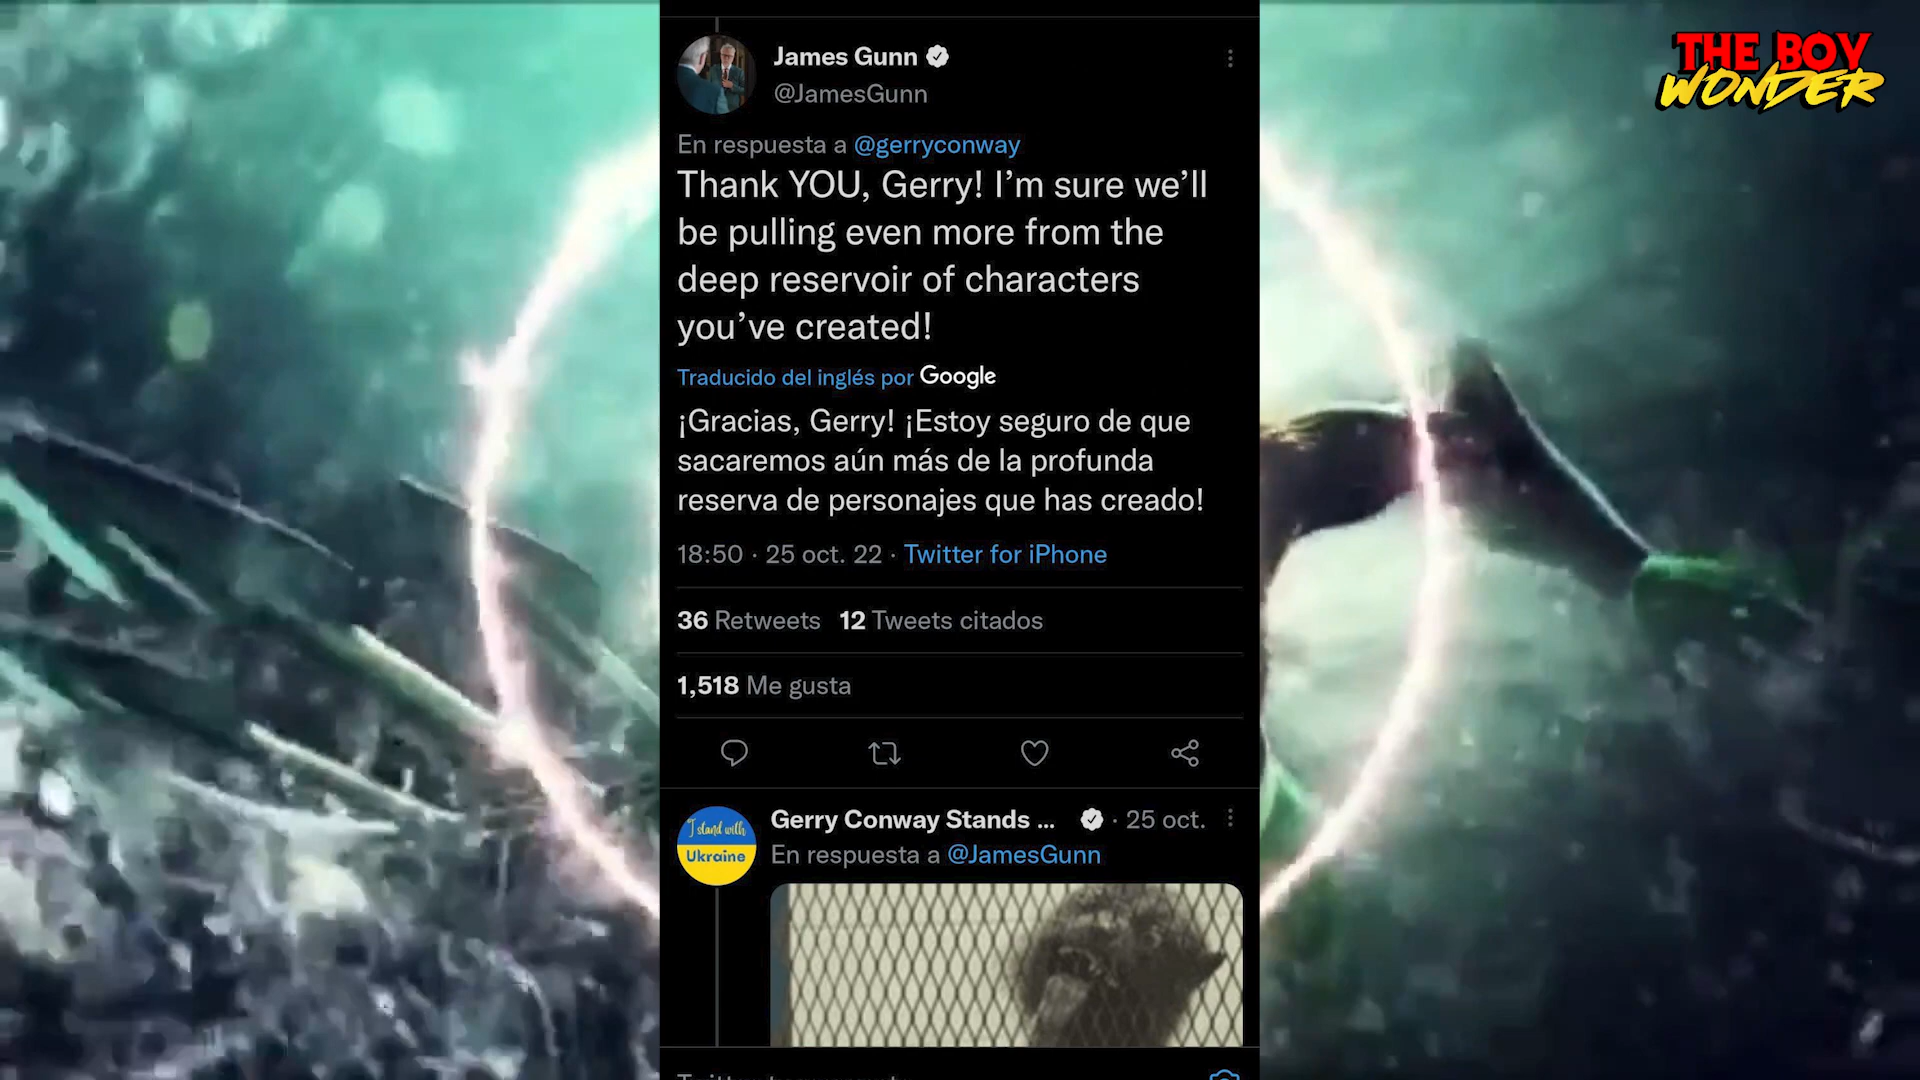 THE BOY
WONDER
James Gunn
@JamesGunn
En respuesta a @gerryconway
Thank YOU, Gerry! I’m sure we’ll
be pulling even more from the
deep reservoir of characters
you’ve created!
Traducido del inglés por Google
¡Gracias, Gerry! ¡Estoy seguro de que
sacaremos aún más de la profunda
reserva de personajes que has creado!
18:50 · 25 oct. 22 · Twitter for iPhone
36 Retweets 12 Tweets citados
1,518 Me gusta
I stand with
Ukraine
Gerry Conway Stands ... · 25 oct.
En respuesta a @JamesGunn